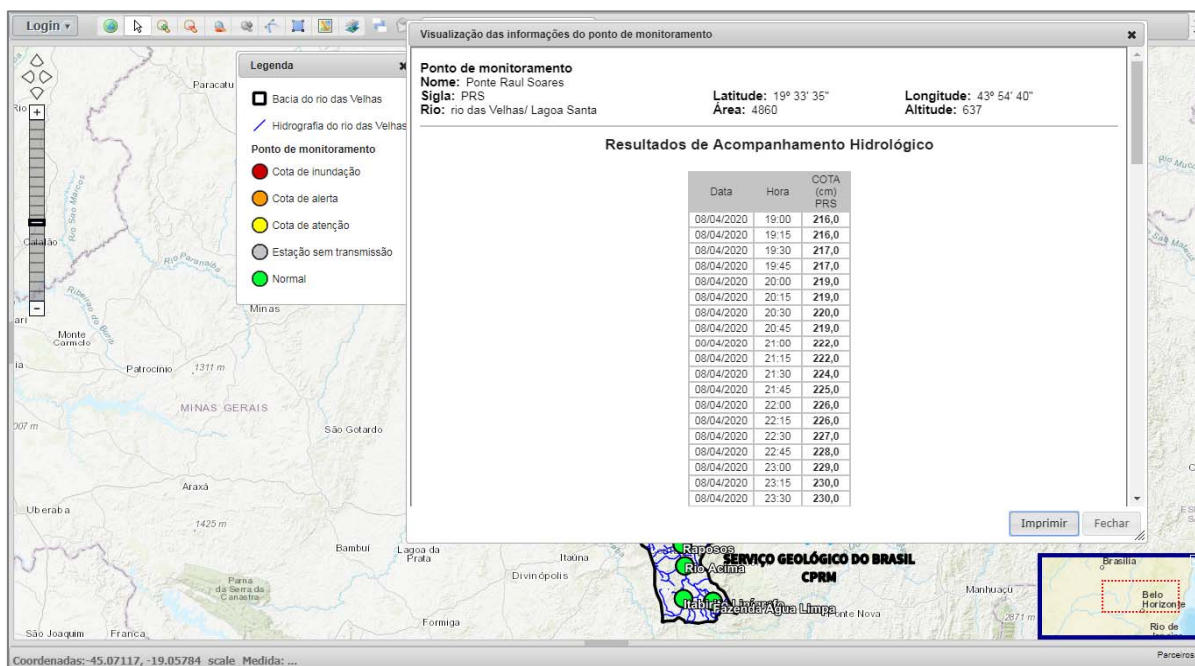 Login
Visualização das informações do ponto de monitoramento
Ponto de monitoramento
Nome: Ponte Raul Soares
Sigla: PRS Latitude: 19º 33' 35" Longitude: 43º 54' 40"
Rio: rio das Velhas/ Lagoa Santa Área: 4860 Altitude: 637
Resultados de Acompanhamento Hidrológico
Data Hora COTA (cm) PRS
08/04/2020 19:00 216,0
08/04/2020 19:15 216,0
08/04/2020 19:30 217,0
08/04/2020 19:45 217,0
08/04/2020 20:00 219,0
08/04/2020 20:15 219,0
08/04/2020 20:30 220,0
08/04/2020 20:45 219,0
08/04/2020 21:00 222,0
08/04/2020 21:15 222,0
08/04/2020 21:30 224,0
08/04/2020 21:45 225,0
08/04/2020 22:00 226,0
08/04/2020 22:15 226,0
08/04/2020 22:30 227,0
08/04/2020 22:45 228,0
08/04/2020 23:00 229,0
08/04/2020 23:15 230,0
08/04/2020 23:30 230,0
Imprimir Fechar
Legenda
Bacia do rio das Velhas
Hidrografia do rio das Velhas
Ponto de monitoramento
Cota de inundação
Cota de alerta
Cota de atenção
Estação sem transmissão
Normal
Paracatu
Rio São Marcos
Catalão
Rio Paranaíba
Minas
Monte
Carmelo
Patrocínio
1311 m
MINAS GERAIS
São Gotardo
Araxá
Uberaba
1425 m
Bambuí
Lagoa da
Prata
Itaúna
Divinópolis
Parna
da Serra da
Canastra
Formiga
São Joaquim
Franca
Raposos
Rio Acima
SERVIÇO GEOLÓGICO DO BRASIL
CPRM
Fazenda Água Limpa
Ponte Nova
Manhuaçu
2871 m
Brasília
Belo
Horizonte
Rio de
Coordenadas:-45.07117, -19.05784 scale Medida: ...
Parceiros